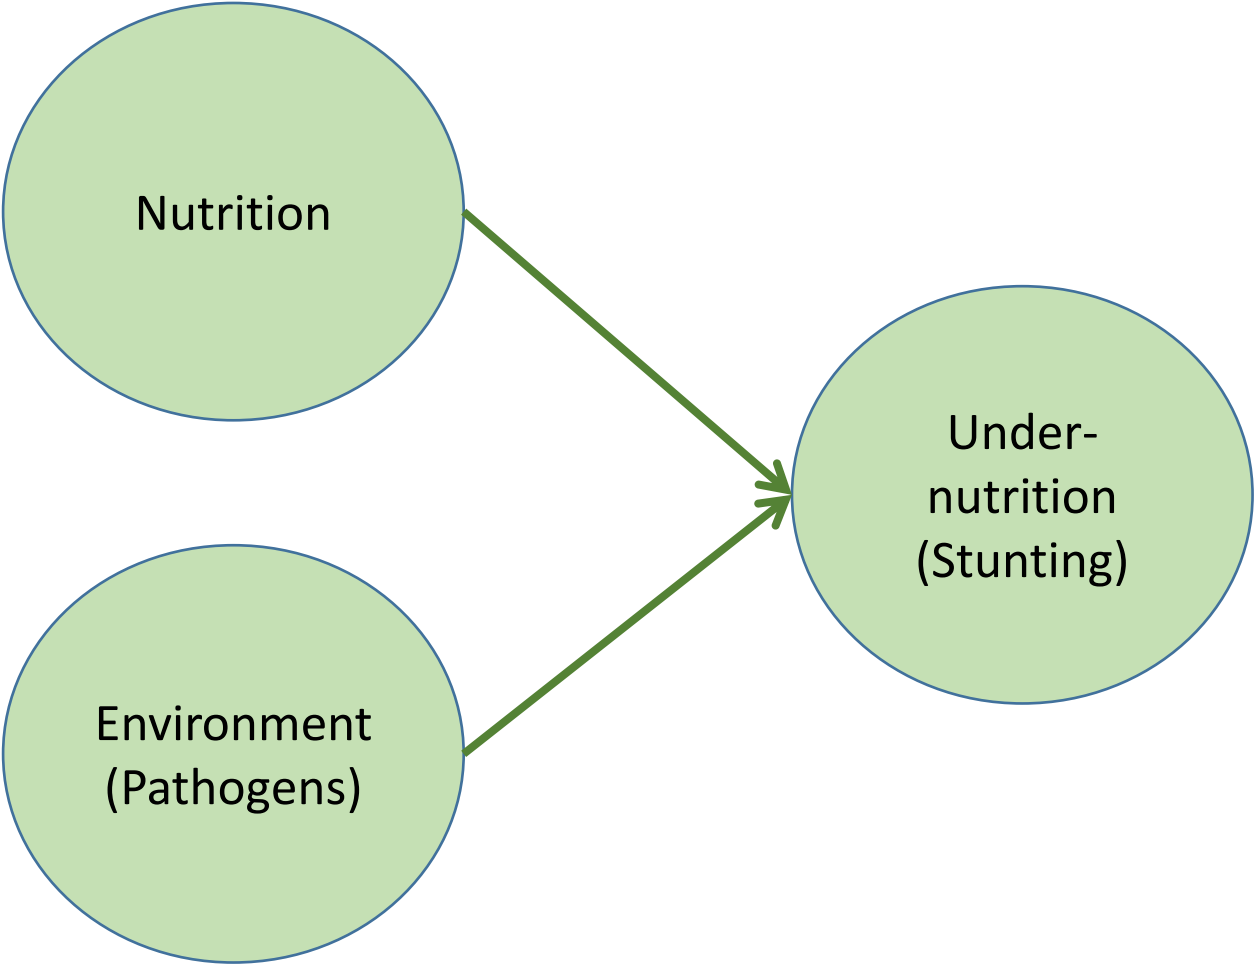 Nutrition
Under-
nutrition
(Stunting)
Environment
(Pathogens)